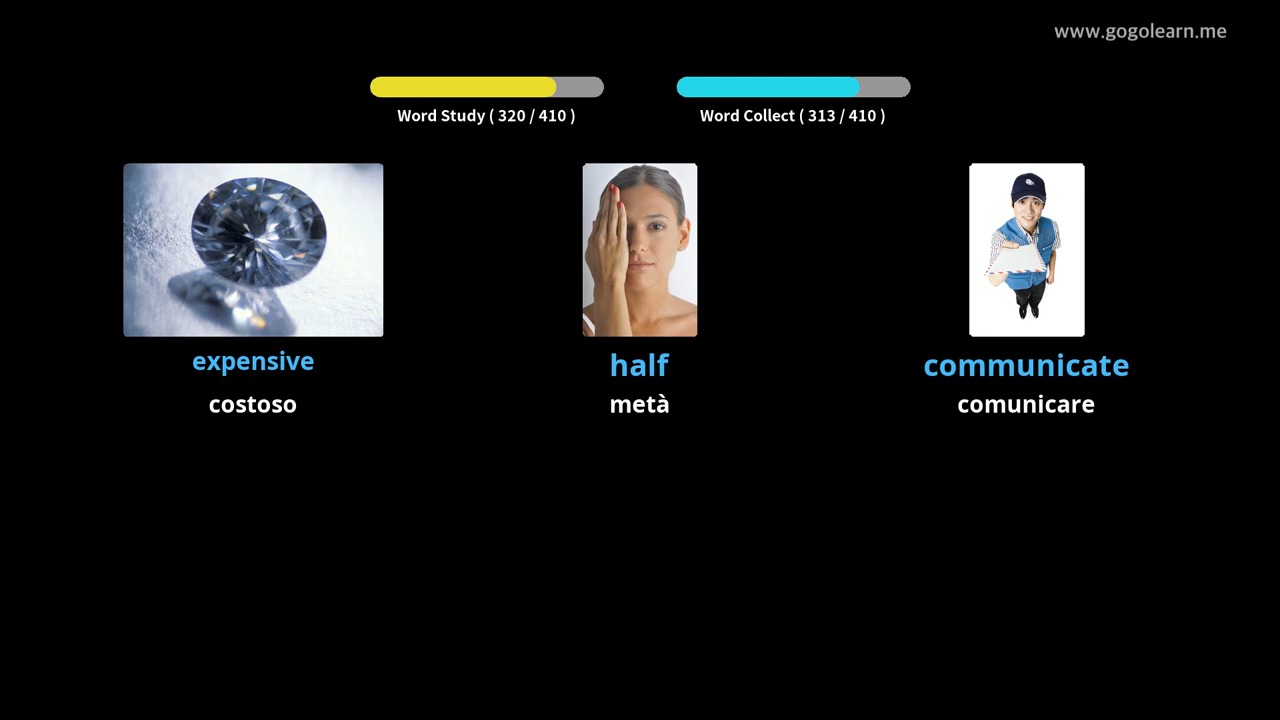 www.gogolearn.me
Word Study ( 320 / 410 )
Word Collect ( 313 / 410 )
expensive
costoso
half
metà
communicate
comunicare